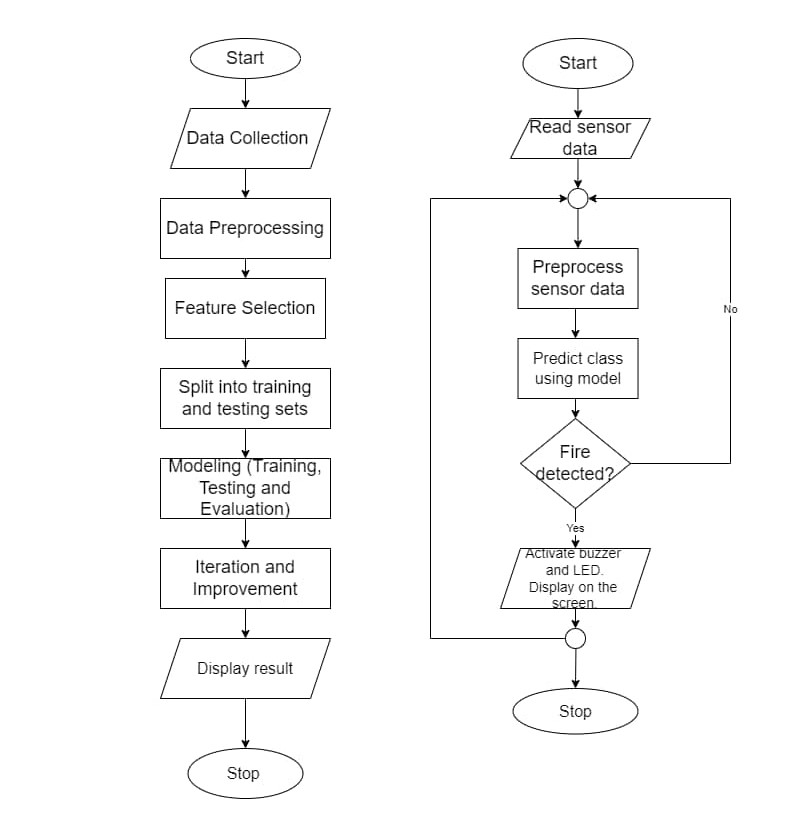 Start
Data Collection
Data Preprocessing
Feature Selection
Split into training
and testing sets
Modeling (Training,
Testing and
Evaluation)
Iteration and
Improvement
Display result
Stop
Start
Read sensor
data
Preprocess
sensor data
No
Predict class
using model
Fire
detected?
Yes
Activate buzzer
and LED.
Display on the
screen.
Stop